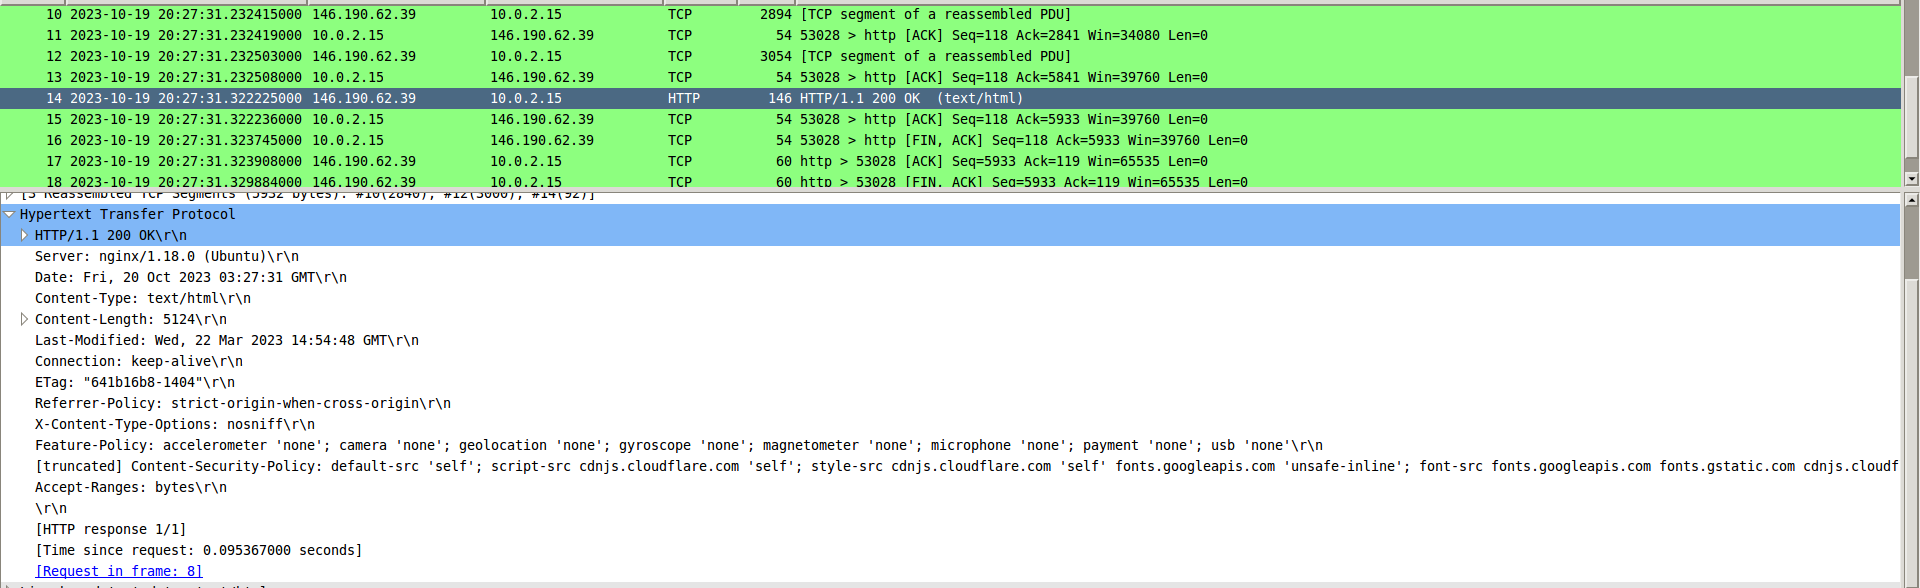 10 2023-10-19 20:27:31.232415000 146.190.62.39 10.0.2.15 TCP 2894 [TCP segment of a reassembled PDU]
11 2023-10-19 20:27:31.232419000 10.0.2.15 146.190.62.39 TCP 54 53028 > http [ACK] Seq=118 Ack=2841 Win=34080 Len=0
12 2023-10-19 20:27:31.232503000 146.190.62.39 10.0.2.15 TCP 3054 [TCP segment of a reassembled PDU]
13 2023-10-19 20:27:31.232508000 10.0.2.15 146.190.62.39 TCP 54 53028 > http [ACK] Seq=118 Ack=5841 Win=39760 Len=0
14 2023-10-19 20:27:31.322225000 146.190.62.39 10.0.2.15 HTTP 146 HTTP/1.1 200 OK (text/html)
15 2023-10-19 20:27:31.322236000 10.0.2.15 146.190.62.39 TCP 54 53028 > http [ACK] Seq=118 Ack=5933 Win=39760 Len=0
16 2023-10-19 20:27:31.323745000 10.0.2.15 146.190.62.39 TCP 54 53028 > http [FIN, ACK] Seq=118 Ack=5933 Win=39760 Len=0
17 2023-10-19 20:27:31.323908000 146.190.62.39 10.0.2.15 TCP 60 http > 53028 [ACK] Seq=5933 Ack=119 Win=65535 Len=0
18 2023-10-19 20:27:31.329884000 146.190.62.39 10.0.2.15 TCP 60 http > 53028 [FIN, ACK] Seq=5933 Ack=119 Win=65535 Len=0
[3 Reassembled TCP Segments (5932 bytes): #10(2840), #12(3000), #14(92)]
Hypertext Transfer Protocol
HTTP/1.1 200 OK\r\n
Server: nginx/1.18.0 (Ubuntu)\r\n
Date: Fri, 20 Oct 2023 03:27:31 GMT\r\n
Content-Type: text/html\r\n
Content-Length: 5124\r\n
Last-Modified: Wed, 22 Mar 2023 14:54:48 GMT\r\n
Connection: keep-alive\r\n
ETag: "641b16b8-1404"\r\n
Referrer-Policy: strict-origin-when-cross-origin\r\n
X-Content-Type-Options: nosniff\r\n
Feature-Policy: accelerometer 'none'; camera 'none'; geolocation 'none'; gyroscope 'none'; magnetometer 'none'; microphone 'none'; payment 'none'; usb 'none'\r\n
[truncated] Content-Security-Policy: default-src 'self'; script-src cdnjs.cloudflare.com 'self'; style-src cdnjs.cloudflare.com 'self' fonts.googleapis.com 'unsafe-inline'; font-src fonts.googleapis.com fonts.gstatic.com cdnjs.cloudf
Accept-Ranges: bytes\r\n
\r\n
[HTTP response 1/1]
[Time since request: 0.095367000 seconds]
[Request in frame: 8]